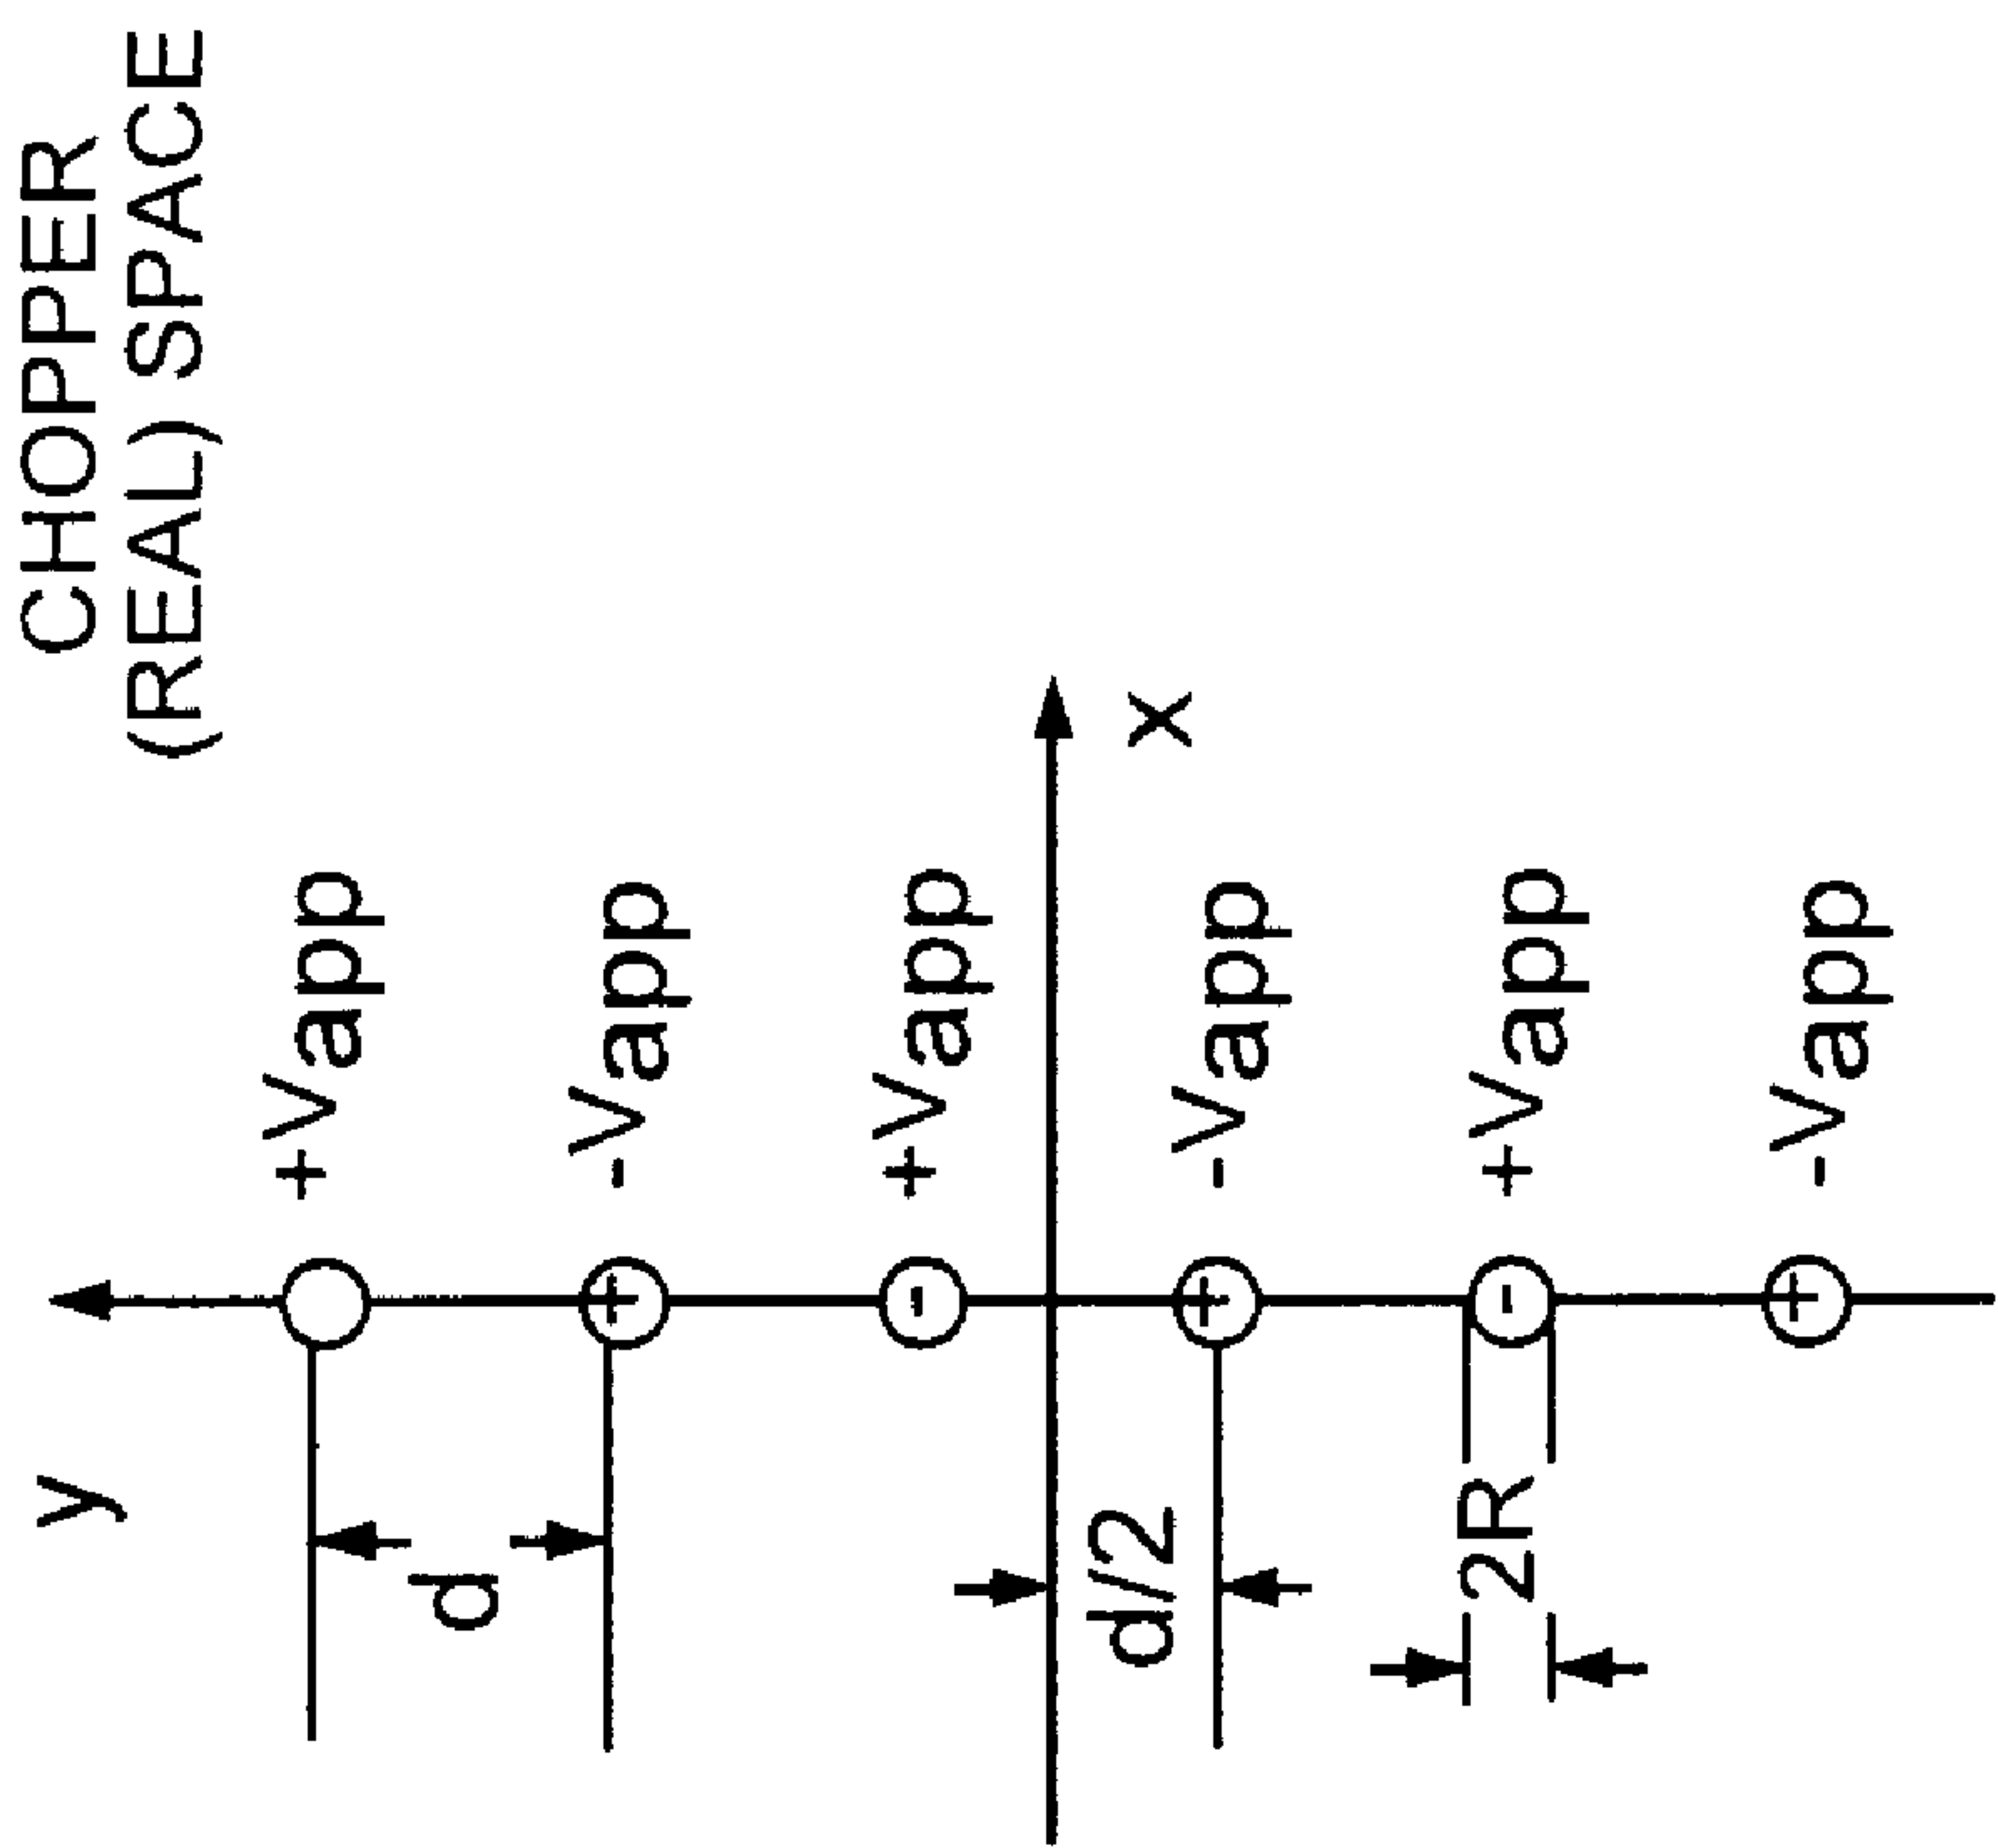 CHOPPER
(REAL) SPACE
y
+Vapp
d
+ -Vapp
- +Vapp
x
d/2
+ -Vapp
2R
- +Vapp
+ -Vapp